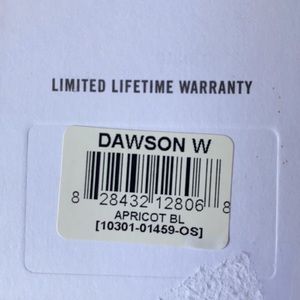 LIMITED LIFETIME WARRANTY
DAWSON W
8 28432 12806 8
APRICOT BL
[10301-01459-OS]